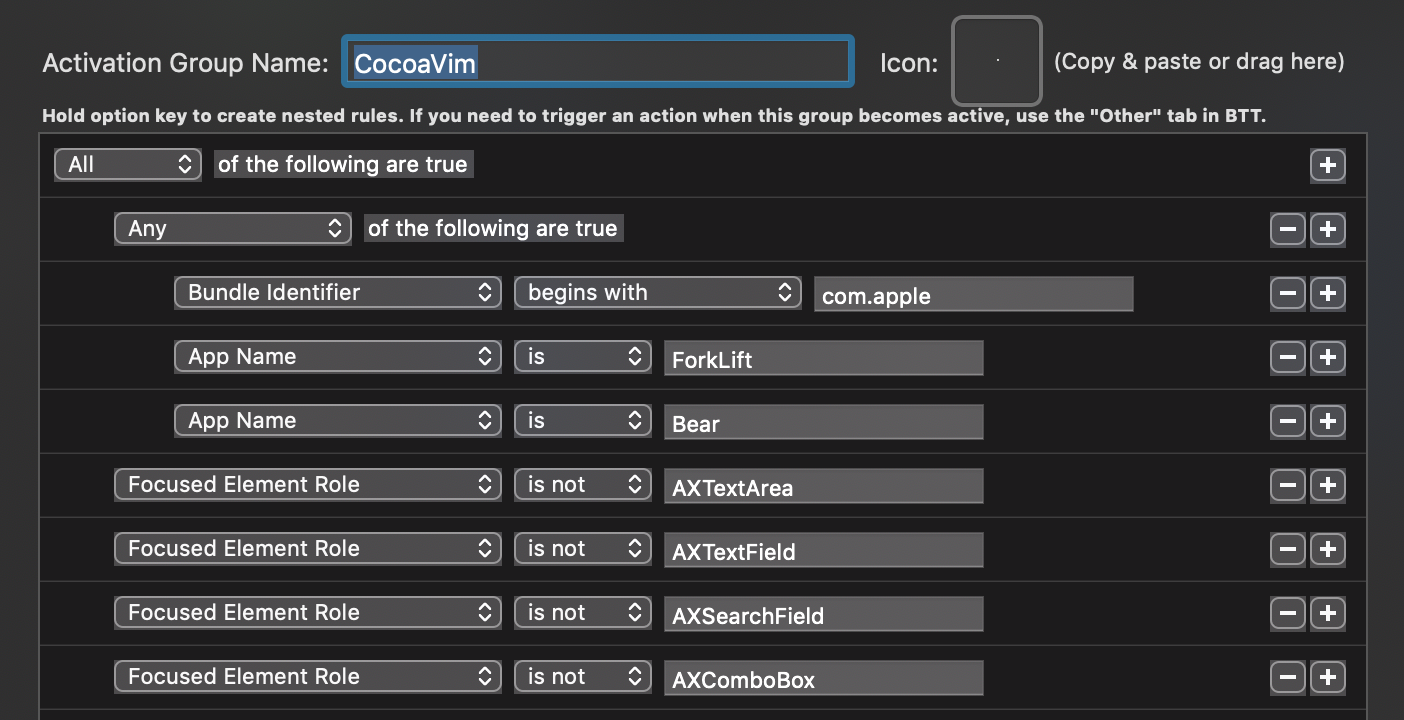 Activation Group Name: CocoaVim Icon: (Copy & paste or drag here)
Hold option key to create nested rules. If you need to trigger an action when this group becomes active, use the "Other" tab in BTT.
All of the following are true
Any of the following are true
Bundle Identifier begins with com.apple
App Name is ForkLift
App Name is Bear
Focused Element Role is not AXTextArea
Focused Element Role is not AXTextField
Focused Element Role is not AXSearchField
Focused Element Role is not AXComboBox